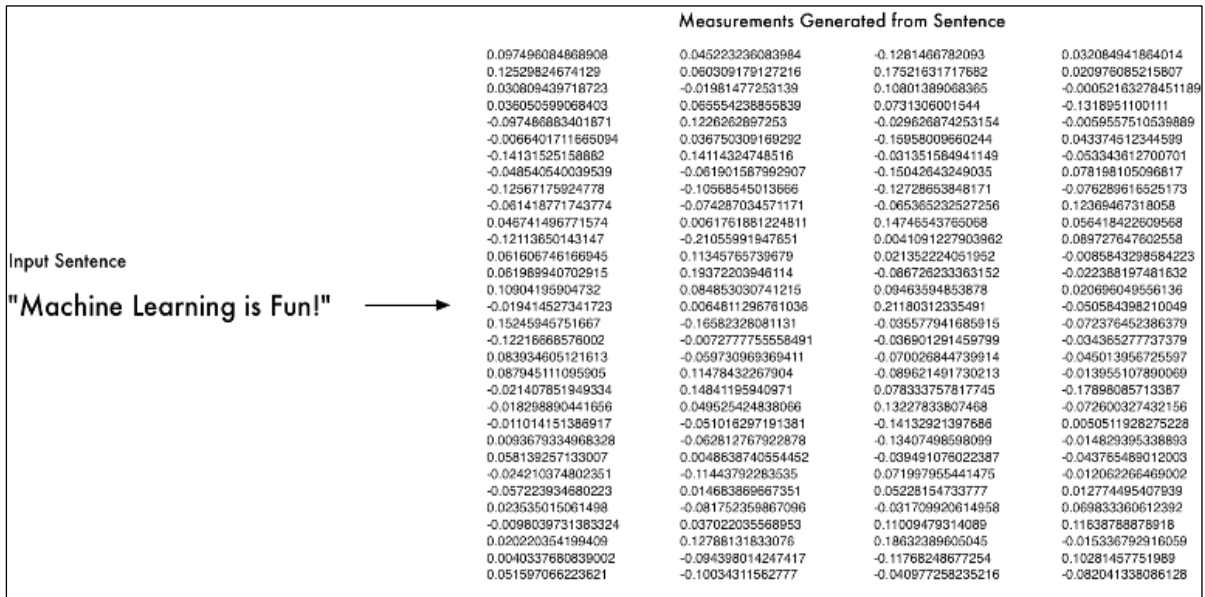 Measurements Generated from Sentence
0.097496084868908 0.045223236083984 -0.1281466782093 0.032084941864014
0.12529824674129 0.060309179127216 0.17521631717682 0.020976085215807
0.030809439718723 -0.01981477253139 0.10801389068365 -0.00052163278451189
0.036050599068403 0.065554238855839 0.0731306001544 -0.1318951100111
-0.097486883401871 0.1226262897253 -0.029626874253154 -0.0059557510539889
-0.0066401711665094 0.036750309169292 -0.15958009660244 0.043374512344599
-0.14131525158882 0.14114324748516 -0.031351584941149 -0.053343612700701
-0.048540540039539 -0.061901587992907 -0.15042643249035 0.078198105096817
-0.12567175924778 -0.10568545013666 -0.12728653848171 -0.076289616525173
-0.061418771743774 -0.074287034571171 -0.065365232527256 0.12369467318058
0.046741496771574 0.0061761881224811 0.14746543765068 0.056418422609568
-0.12113650143147 -0.21055991947651 0.0041091227903962 0.089727647602558
Input Sentence
0.061606746166945 0.11345765739679 0.021352224051952 -0.0085843298584223
0.061989940702915 0.19372203946114 -0.086726233363152 -0.022388197481632
0.10904195904732 0.084853030741215 0.09463594853878 0.020696049556136
"Machine Learning is Fun!"
-0.019414527341723 0.0064811296761036 0.21180312335491 -0.050584398210049
0.15245945751667 -0.16582328081131 -0.035577941685915 -0.072376452386379
-0.12216668576002 -0.0072777755558491 -0.036901291459799 -0.034365277737379
0.083934605121613 -0.059730969369411 -0.070026844739914 -0.045013956725597
0.087945111095905 0.11478432267904 -0.089621491730213 -0.013955107890069
-0.021407851949334 0.14841195940971 0.078333757817745 -0.17898085713387
-0.018298890441656 0.049525424838066 0.13227833807468 -0.072600327432156
-0.011014151386917 -0.051016297191381 -0.14132921397686 0.0050511928275228
0.0093679334968328 -0.062812767922878 -0.13407498598099 -0.014829395338893
0.058139257133007 0.0048638740554452 -0.039491076022387 -0.043765489012003
-0.024210374802351 -0.11443792283535 0.071997955441475 -0.012062266469002
-0.057223934680223 0.014683869667351 0.05228154733777 0.012774495407939
0.023535015061498 -0.081752359867096 -0.031709920614958 0.069833360612392
-0.0098039731383324 0.037022035568953 0.11009479314089 0.11638788878918
0.020220354199409 0.12788131833076 0.18632389605045 -0.015336792916059
0.0040337680839002 -0.094398014247417 -0.11768248677254 0.10281457751989
0.051597066223621 -0.10034311562777 -0.040977258235216 -0.082041338086128